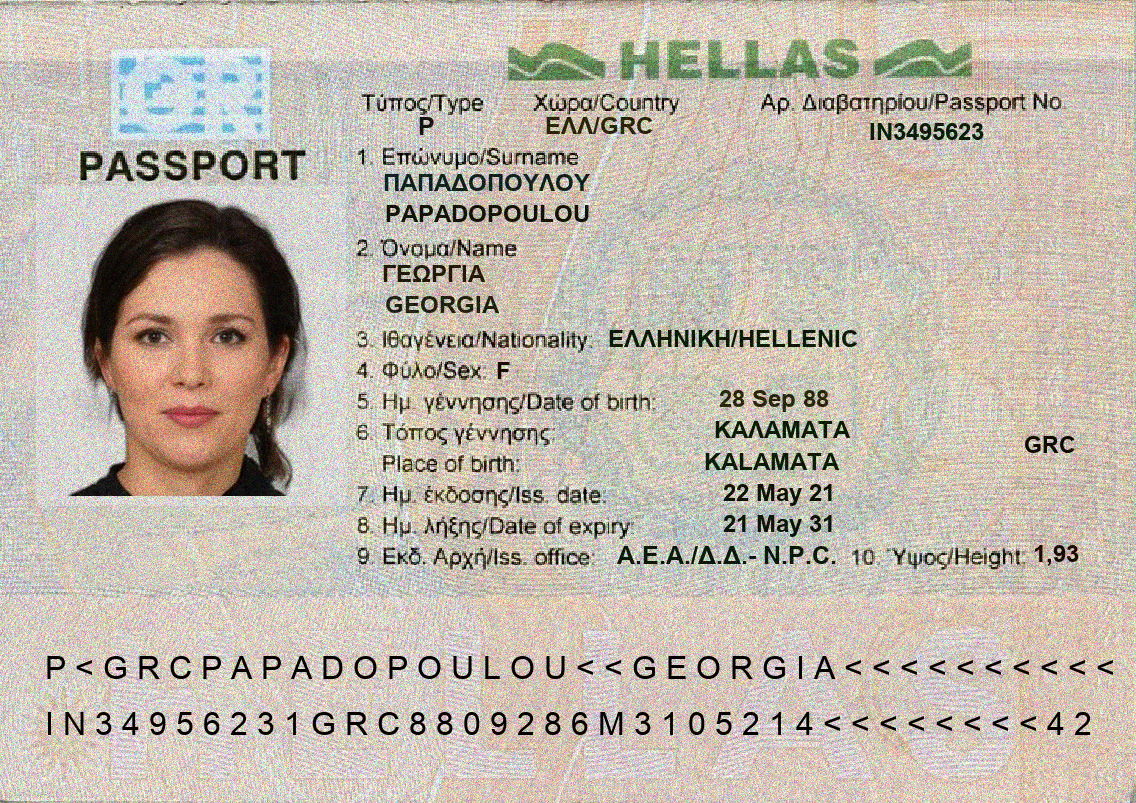 GR
HELLAS
Τύπος/Type Χώρα/Country Αρ. Διαβατηρίου/Passport No.
P ΕΛΛ/GRC IN3495623
PASSPORT
1. Επώνυμο/Surname
ΠΑΠΑΔΟΠΟΥΛΟΥ
PAPADOPOULOU
2. Όνομα/Name
ΓΕΩΡΓΙΑ
GEORGIA
3. Ιθαγένεια/Nationality: ΕΛΛΗΝΙΚΗ/HELLENIC
4. Φύλο/Sex: F
5. Ημ. γέννησης/Date of birth: 28 Sep 88
6. Τόπος γέννησης: ΚΑΛΑΜΑΤΑ
Place of birth: KALAMATA GRC
7. Ημ. έκδοσης/Iss. date: 22 May 21
8. Ημ. λήξης/Date of expiry: 21 May 31
9. Εκδ. Αρχή/Iss. office: Α.Ε.Α./Δ.Δ.- N.P.C. 10. Ύψος/Height: 1,93
P<GRCPAPADOPOULOU<<GEORGIA<<<<<<<<<<
IN34956231GRC8809286M3105214<<<<<<<<42